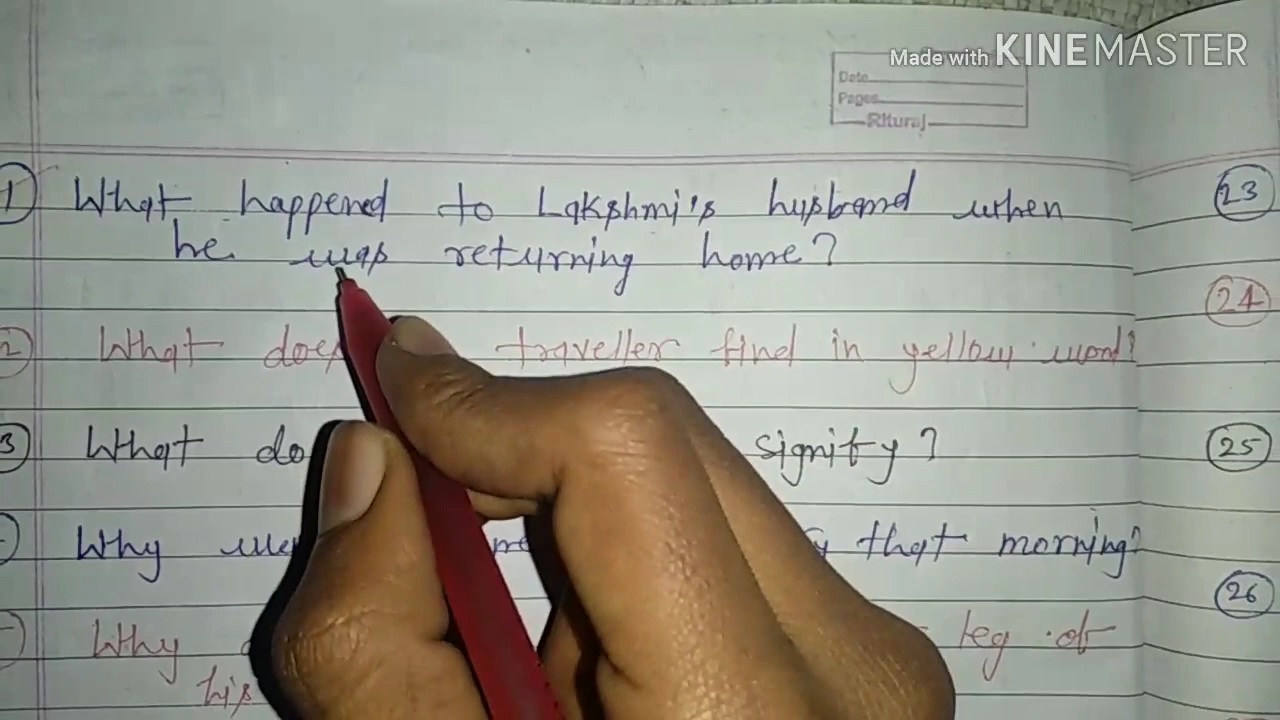 Made with KINEMASTER
Date
Pages
Rituraj
1 What happened to Lakshmi's husband when
he was returning home?
23
24
2 What does traveller find in yellow wood?
3 What do signify?
25
Why that morning?
26
Why leg of
his